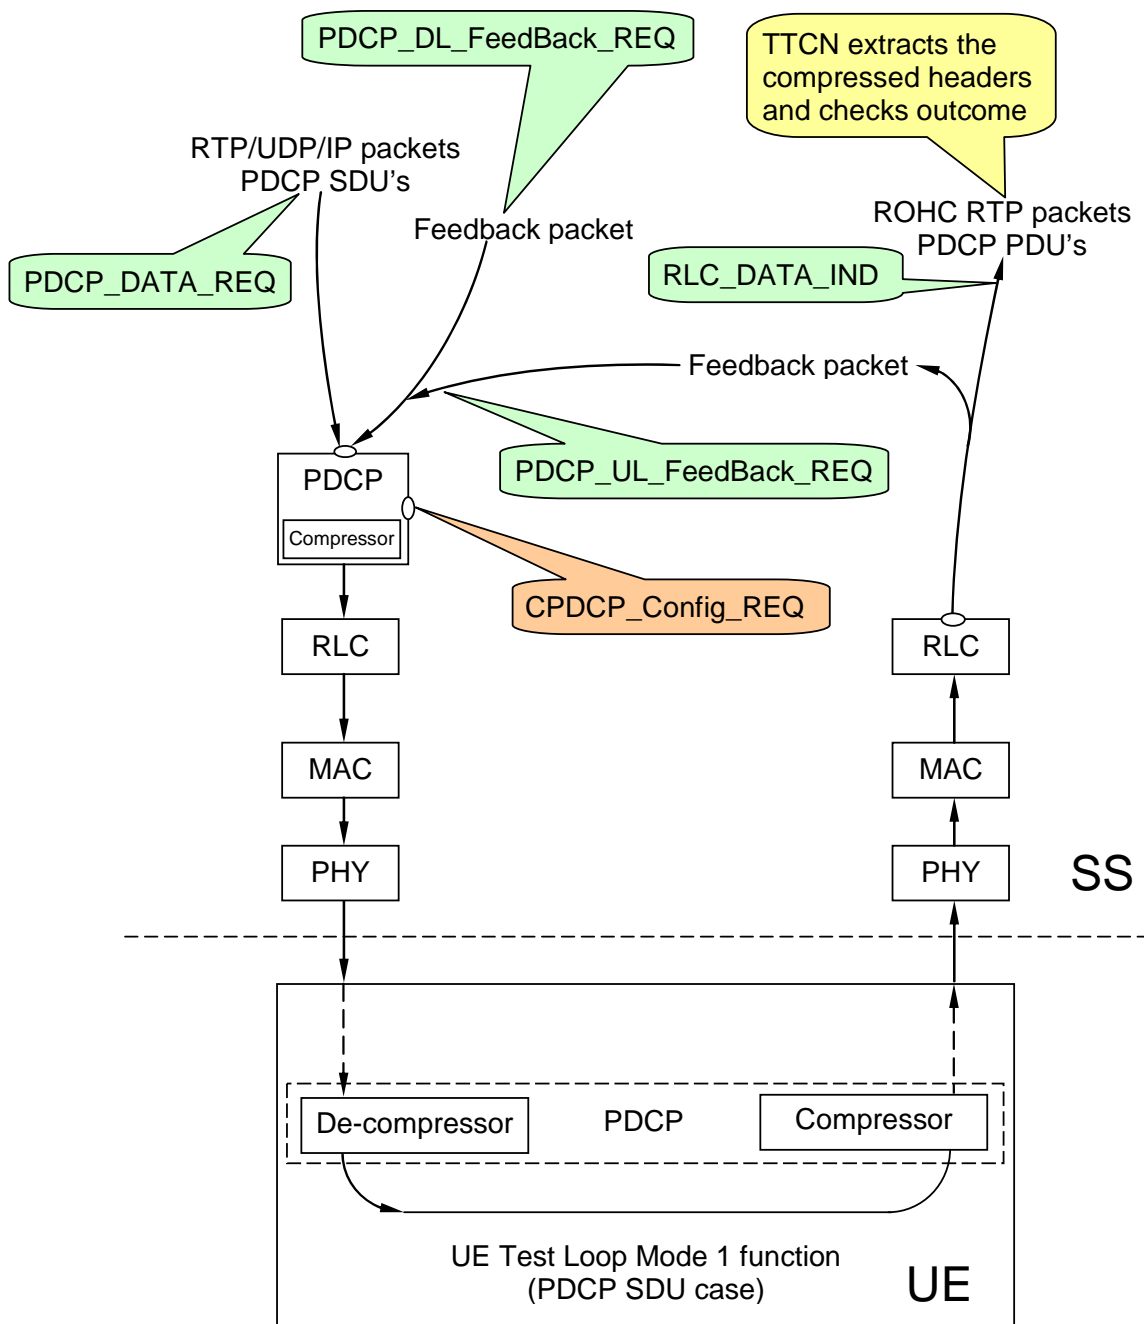 PDCP_DL_FeedBack_REQ
TTCN extracts the
compressed headers
and checks outcome
RTP/UDP/IP packets
PDCP SDU's
Feedback packet
ROHC RTP packets
PDCP PDU's
PDCP_DATA_REQ
RLC_DATA_IND
Feedback packet
PDCP_UL_FeedBack_REQ
PDCP
Compressor
CPDCP_Config_REQ
RLC
RLC
MAC
MAC
PHY
PHY
SS
De-compressor
PDCP
Compressor
UE Test Loop Mode 1 function
(PDCP SDU case)
UE